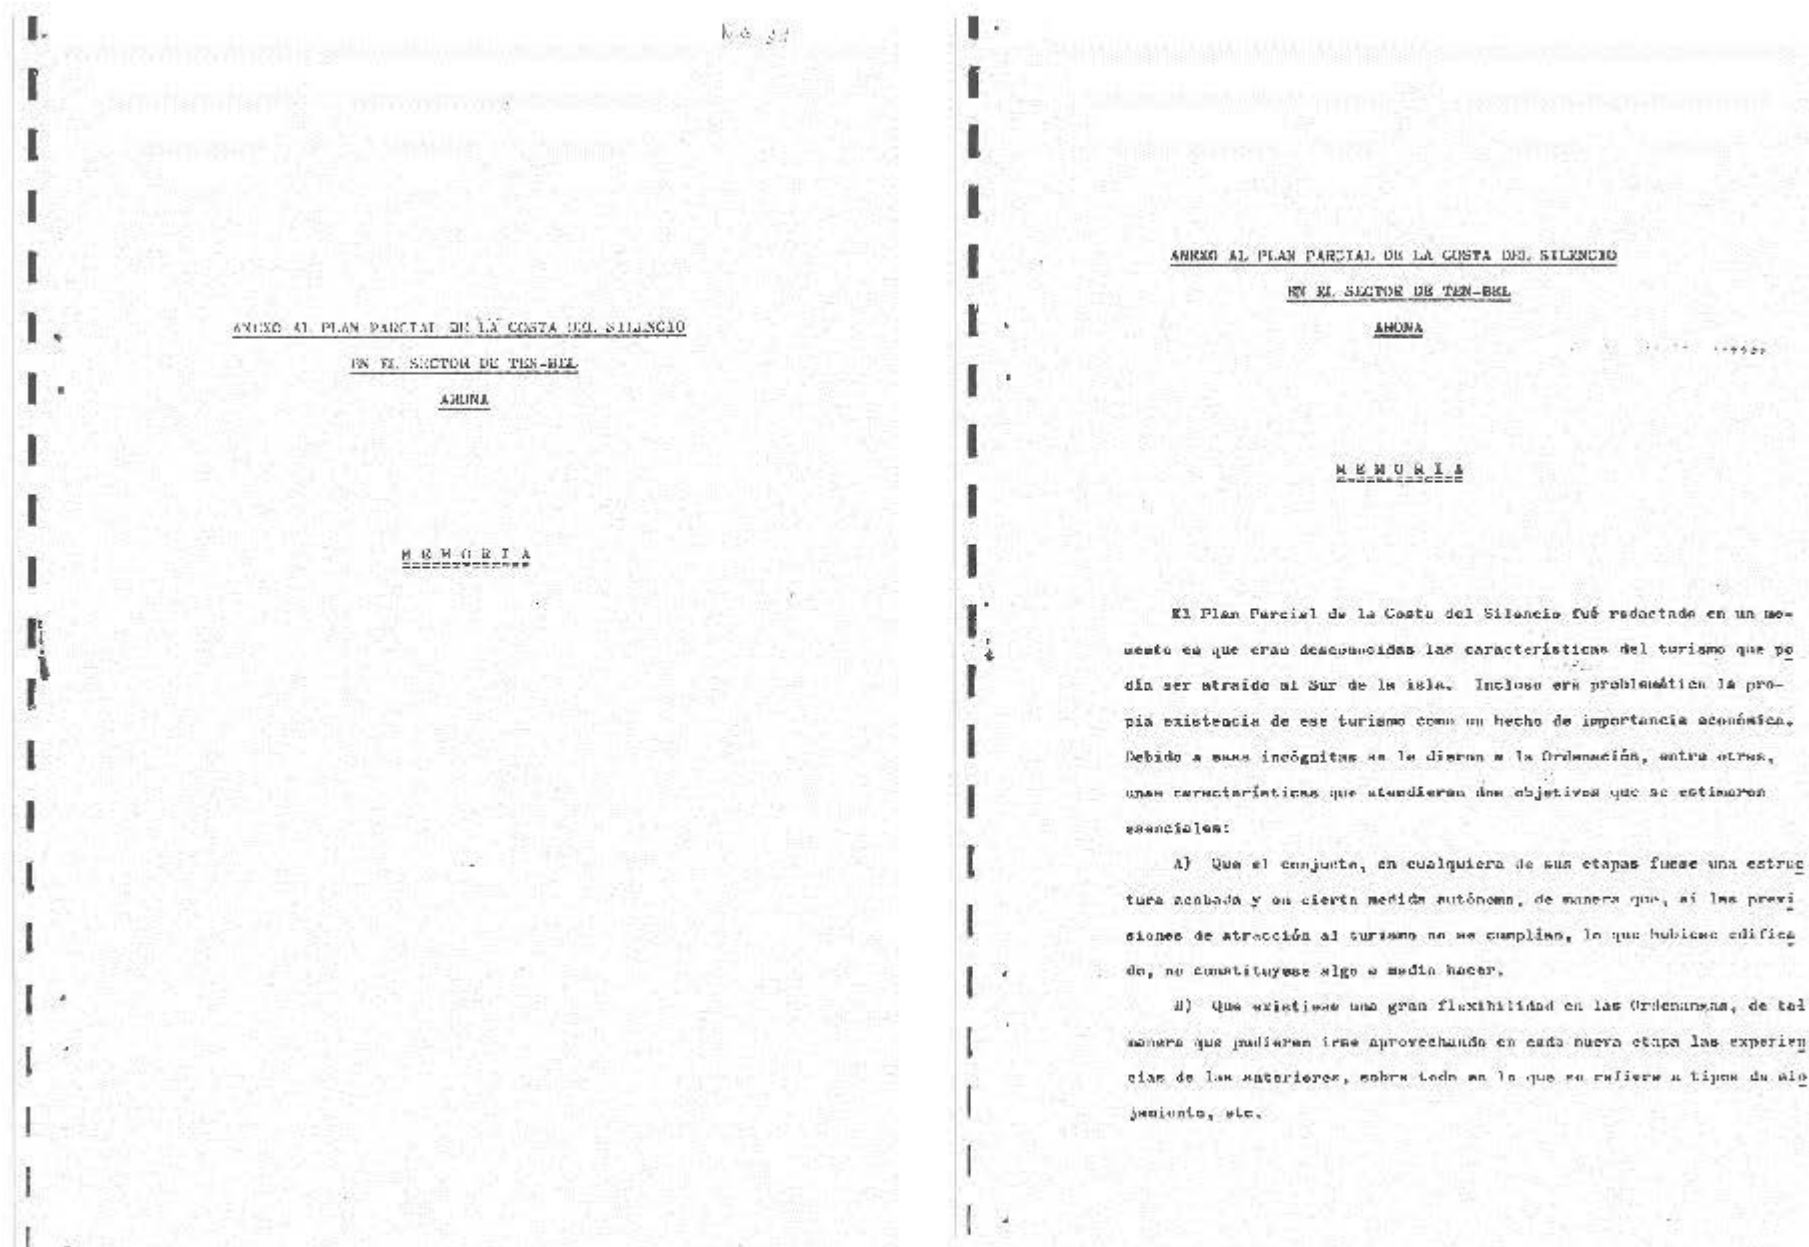 ANEXO AL PLAN PARCIAL DE LA COSTA DEL SILENCIO
EN EL SECTOR DE TEN-BEL
ARONA
M E M O R I A
ANEXO AL PLAN PARCIAL DE LA COSTA DEL SILENCIO
EN EL SECTOR DE TEN-BEL
ARONA
M E M O R I A
El Plan Parcial de la Costa del Silencio fué redactado en un mo-
mento en que eran desconocidas las características del turismo que po
día ser atraido al Sur de la isla. Incluso era problemática la pro-
pia existencia de ese turismo como un hecho de importancia económica.
Debido a esas incógnitas se le dieron a la Ordenación, entre otras,
unas características que atendieran dos objetivos que se estimaron
esenciales:
A) Que el conjunto, en cualquiera de sus etapas fuese una estruc
tura acabada y en cierta medida autónoma, de manera que, si las previ
siones de atracción al turismo no se cumplían, lo que hubiese edifica
do, no constituyese algo a medio hacer.
B) Que existiese una gran flexibilidad en las Ordenanzas, de tal
manera que pudieran irse aprovechando en cada nueva etapa las experien
cias de las anteriores, sobre todo en lo que se refiere a tipos de alo
jamiento, etc.